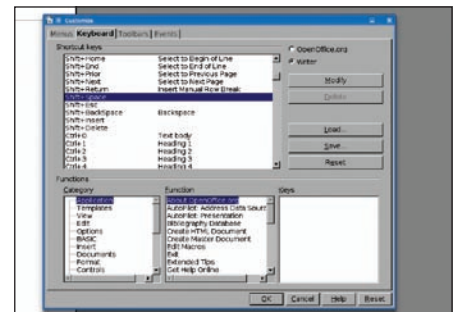 Customize
Menus Keyboard Toolbars Events
Shortcut keys
OpenOffice.org
Writer
Shift+Home Select to Begin of Line
Shift+End Select to End of Line
Shift+Prior Select to Previous Page
Shift+Next Select to Next Page
Shift+Return Insert Manual Row Break
Shift+Space
Shift+Esc
Shift+Backspace Backspace
Shift+Insert
Shift+Delete
Ctrl+0 Text body
Ctrl+1 Heading 1
Ctrl+2 Heading 2
Ctrl+3 Heading 3
Ctrl+4 Heading 4
Modify
Delete
Load...
Save...
Reset
Functions
Category Function Keys
Application About OpenOffice.org
Templates AutoPilot: Address Data Sourc
View AutoPilot: Presentation
Edit Bibliography Database
Options Create HTML Document
BASIC Create Master Document
Insert Edit Macros
Documents Exit
Format Extended Tips
Controls Get Help Online
OK Cancel Help Reset